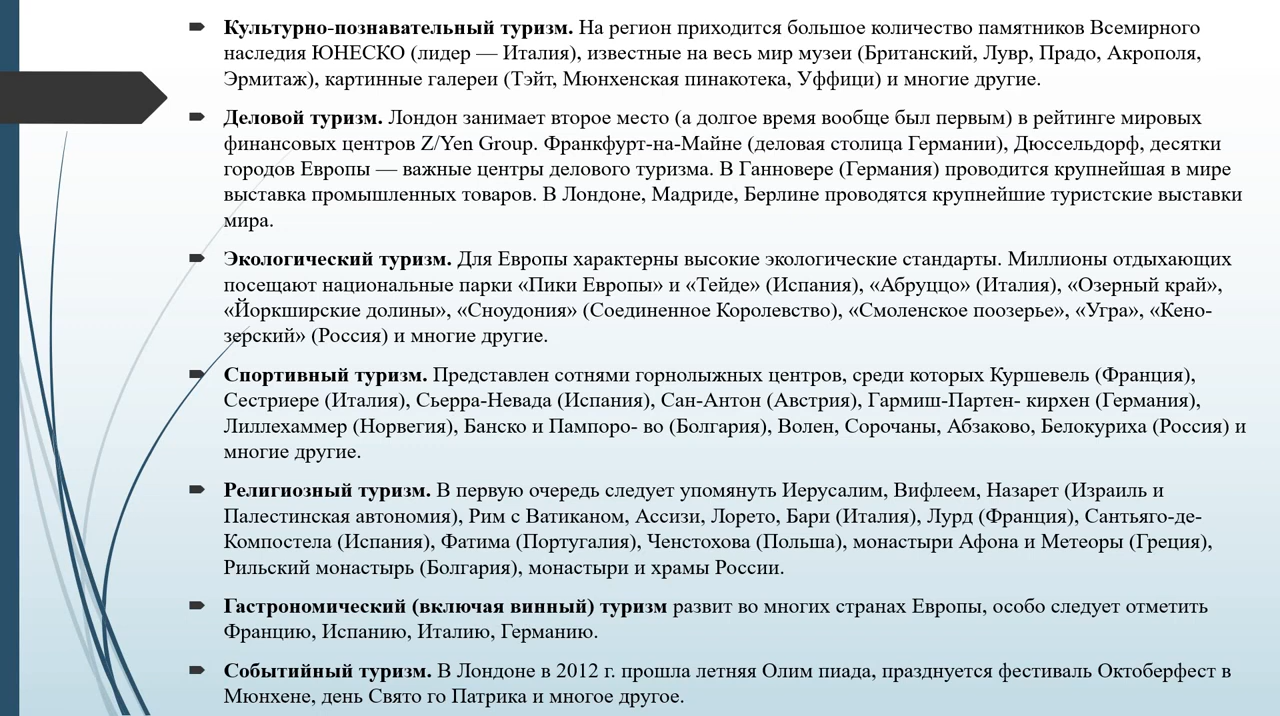 Культурно-познавательный туризм. На регион приходится большое количество памятников Всемирного
наследия ЮНЕСКО (лидер — Италия), известные на весь мир музеи (Британский, Лувр, Прадо, Акрополя,
Эрмитаж), картинные галереи (Тэйт, Мюнхенская пинакотека, Уффици) и многие другие.
Деловой туризм. Лондон занимает второе место (а долгое время вообще был первым) в рейтинге мировых
финансовых центров Z/Yen Group. Франкфурт-на-Майне (деловая столица Германии), Дюссельдорф, десятки
городов Европы — важные центры делового туризма. В Ганновере (Германия) проводится крупнейшая в мире
выставка промышленных товаров. В Лондоне, Мадриде, Берлине проводятся крупнейшие туристские выставки
мира.
Экологический туризм. Для Европы характерны высокие экологические стандарты. Миллионы отдыхающих
посещают национальные парки «Пики Европы» и «Тейде» (Испания), «Абруццо» (Италия), «Озерный край»,
«Йоркширские долины», «Сноудония» (Соединенное Королевство), «Смоленское поозерье», «Угра», «Кено-
зерский» (Россия) и многие другие.
Спортивный туризм. Представлен сотнями горнолыжных центров, среди которых Куршевель (Франция),
Сестриере (Италия), Сьерра-Невада (Испания), Сан-Антон (Австрия), Гармиш-Партен- кирхен (Германия),
Лиллехаммер (Норвегия), Банско и Пампоро- во (Болгария), Волен, Сорочаны, Абзаково, Белокуриха (Россия) и
многие другие.
Религиозный туризм. В первую очередь следует упомянуть Иерусалим, Вифлеем, Назарет (Израиль и
Палестинская автономия), Рим с Ватиканом, Ассизи, Лорето, Бари (Италия), Лурд (Франция), Сантьяго-де-
Компостела (Испания), Фатима (Португалия), Ченстохова (Польша), монастыри Афона и Метеоры (Греция),
Рильский монастырь (Болгария), монастыри и храмы России.
Гастрономический (включая винный) туризм развит во многих странах Европы, особо следует отметить
Францию, Испанию, Италию, Германию.
Событийный туризм. В Лондоне в 2012 г. прошла летняя Олим пиада, празднуется фестиваль Октоберфест в
Мюнхене, день Свято го Патрика и многое другое.